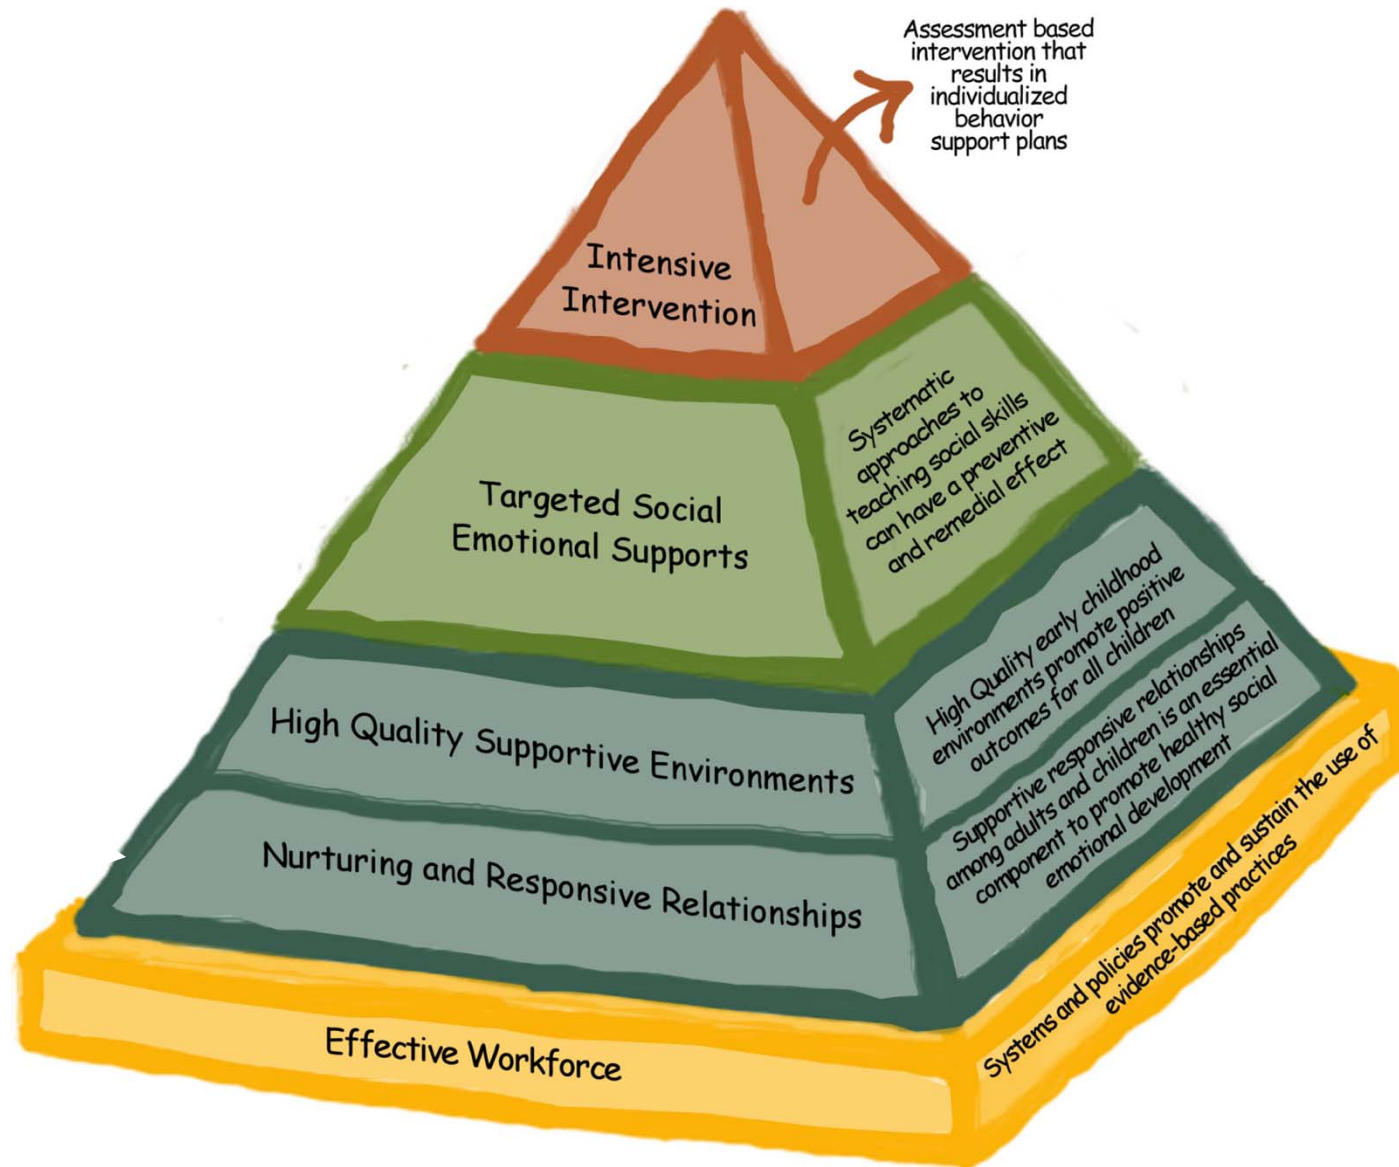 Assessment based
intervention that
results in
individualized
behavior
support plans
Intensive
Intervention
Systematic
approaches to
teaching social skills
can have a preventive
and remedial effect
Targeted Social
Emotional Supports
High Quality early childhood
environments promote positive
outcomes for all children
High Quality Supportive Environments
Supportive responsive relationships
among adults and children is an essential
component to promote healthy social
emotional development
Nurturing and Responsive Relationships
Systems and policies promote and sustain the use of
evidence-based practices
Effective Workforce